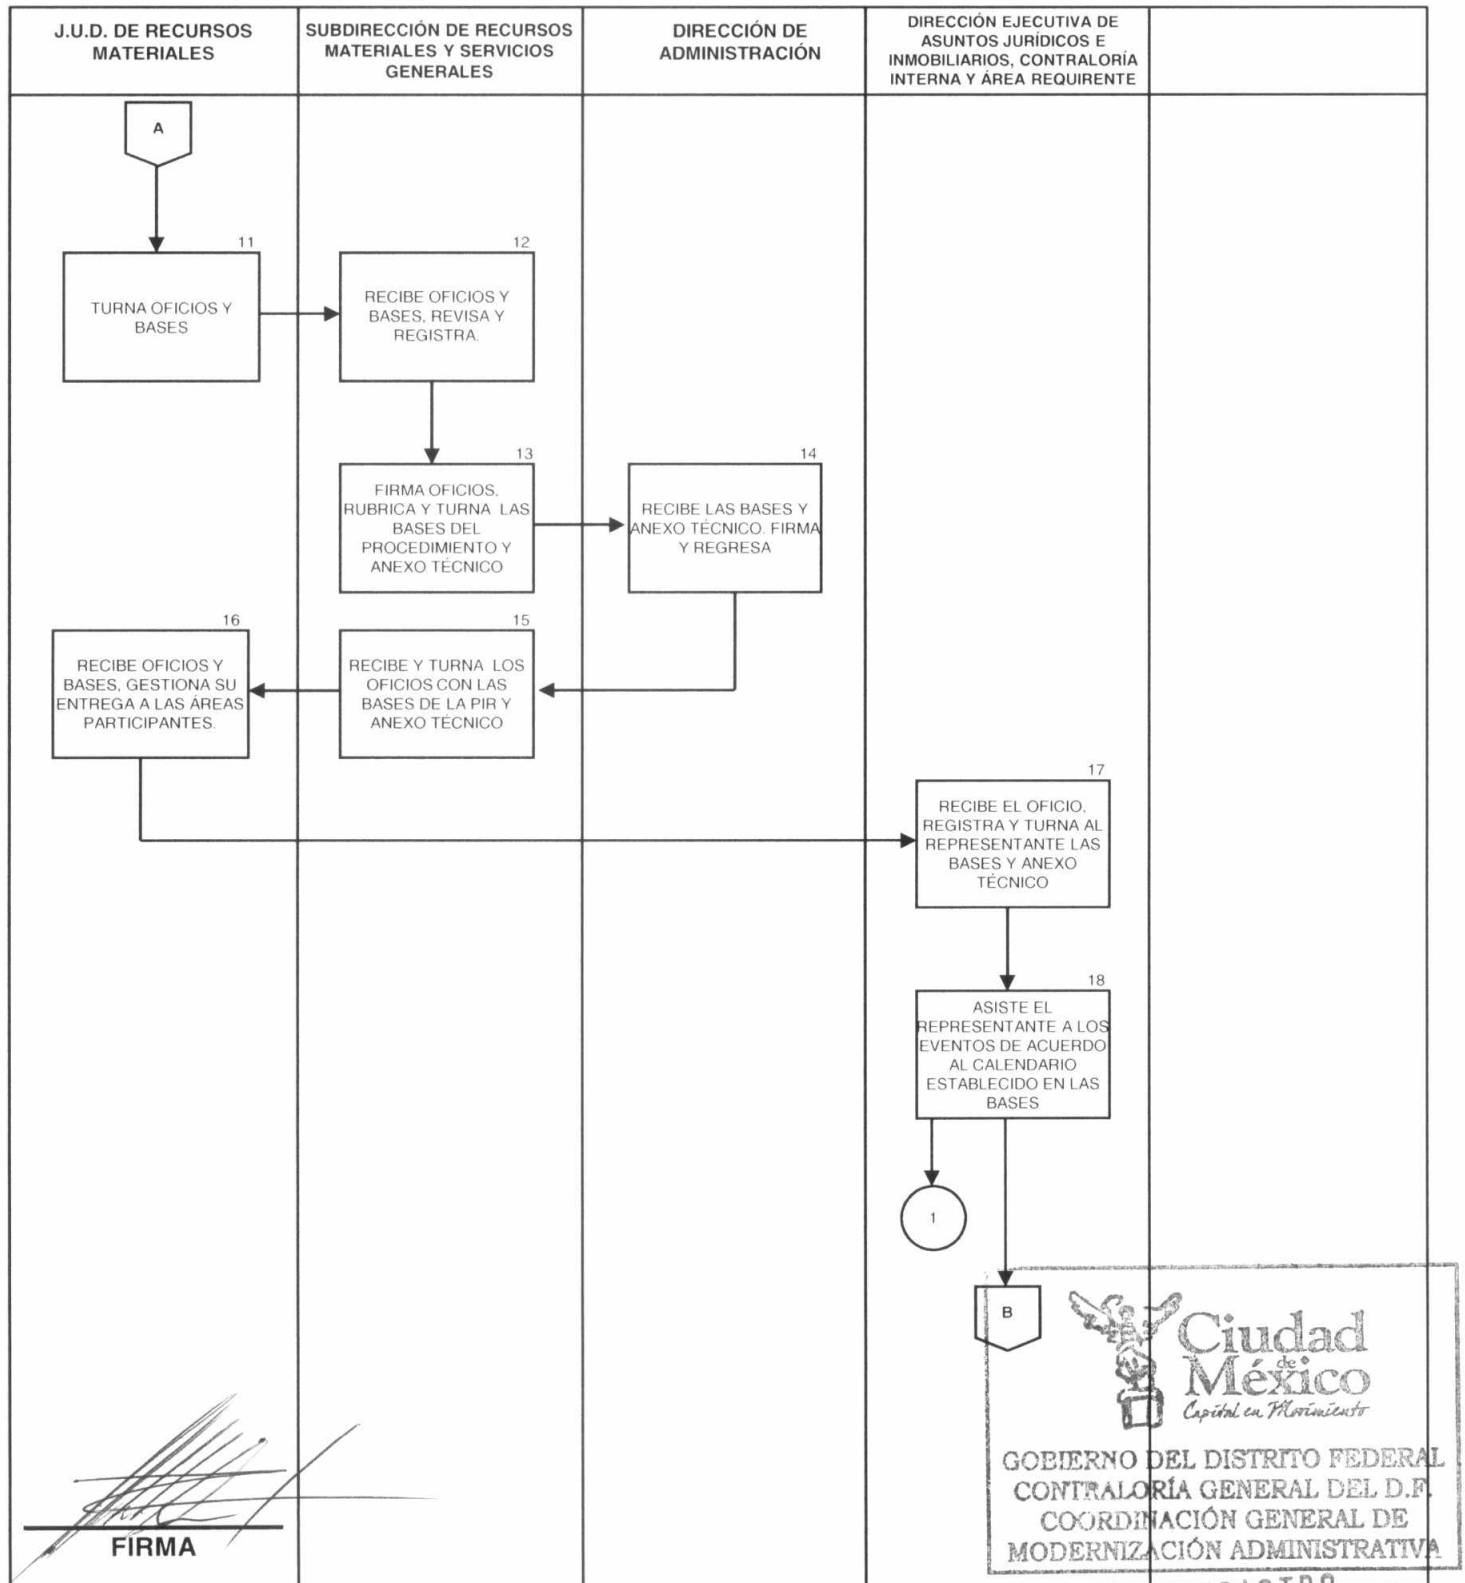 J.U.D. DE RECURSOS
MATERIALES
SUBDIRECCIÓN DE RECURSOS
MATERIALES Y SERVICIOS
GENERALES
DIRECCIÓN DE
ADMINISTRACIÓN
DIRECCIÓN EJECUTIVA DE
ASUNTOS JURÍDICOS E
INMOBILIARIOS, CONTRALORÍA
INTERNA Y ÁREA REQUIRENTE
A
11
TURNA OFICIOS Y
BASES
12
RECIBE OFICIOS Y
BASES, REVISA Y
REGISTRA.
13
FIRMA OFICIOS,
RUBRICA Y TURNA LAS
BASES DEL
PROCEDIMIENTO Y
ANEXO TÉCNICO
14
RECIBE LAS BASES Y
ANEXO TÉCNICO. FIRMA
Y REGRESA
15
RECIBE Y TURNA LOS
OFICIOS CON LAS
BASES DE LA PIR Y
ANEXO TÉCNICO
16
RECIBE OFICIOS Y
BASES, GESTIONA SU
ENTREGA A LAS ÁREAS
PARTICIPANTES.
17
RECIBE EL OFICIO,
REGISTRA Y TURNA AL
REPRESENTANTE LAS
BASES Y ANEXO
TÉCNICO
18
ASISTE EL
REPRESENTANTE A LOS
EVENTOS DE ACUERDO
AL CALENDARIO
ESTABLECIDO EN LAS
BASES
1
B
Ciudad
de
México
Capital en Movimiento
GOBIERNO DEL DISTRITO FEDERAL
CONTRALORÍA GENERAL DEL D.F.
COORDINACIÓN GENERAL DE
MODERNIZACIÓN ADMINISTRATIVA
FIRMA